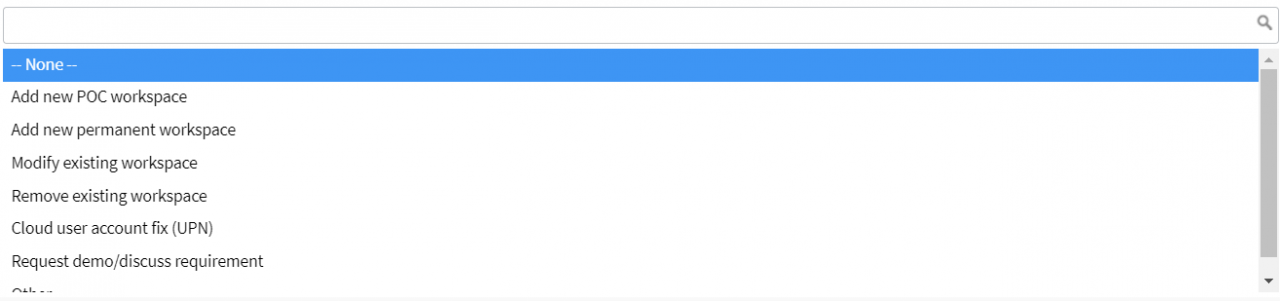 -- None --
Add new POC workspace
Add new permanent workspace
Modify existing workspace
Remove existing workspace
Cloud user account fix (UPN)
Request demo/discuss requirement
Other